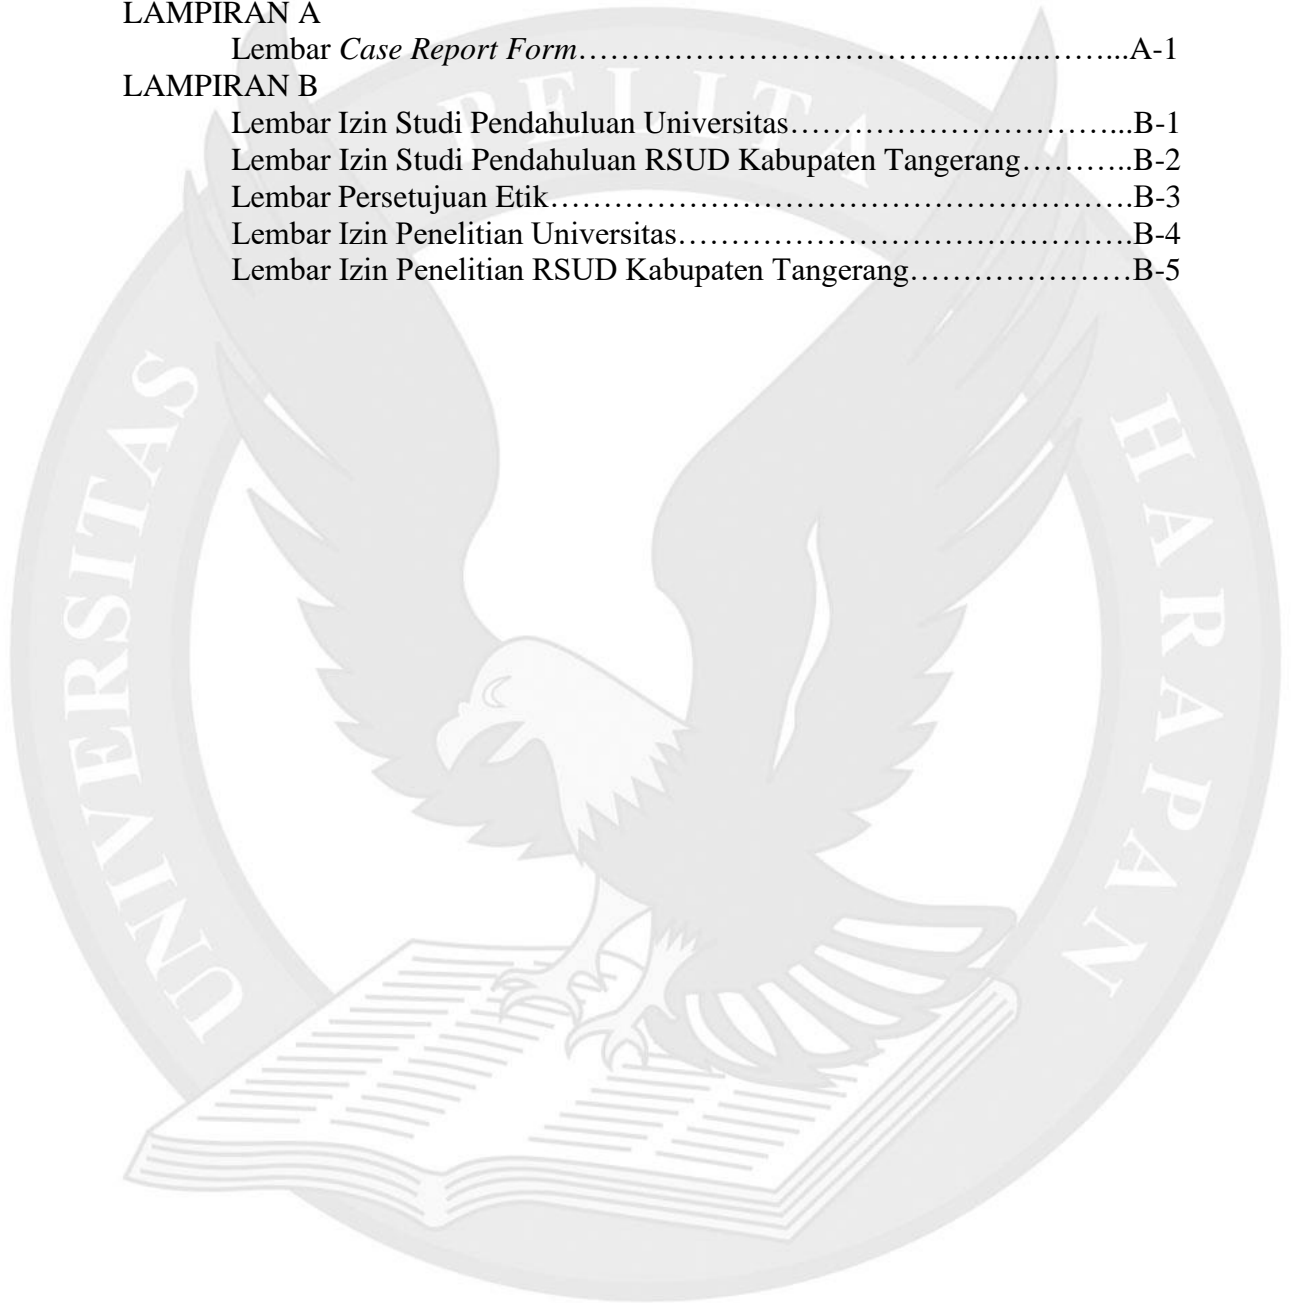 LAMPIRAN A
Lembar Case Report Form…………………………………......……...A-1
LAMPIRAN B
Lembar Izin Studi Pendahuluan Universitas…………………………...B-1
Lembar Izin Studi Pendahuluan RSUD Kabupaten Tangerang………..B-2
Lembar Persetujuan Etik……………………………………………….B-3
Lembar Izin Penelitian Universitas…………………………………….B-4
Lembar Izin Penelitian RSUD Kabupaten Tangerang…………………B-5
UNIVERSITAS PELITA HARAPAN